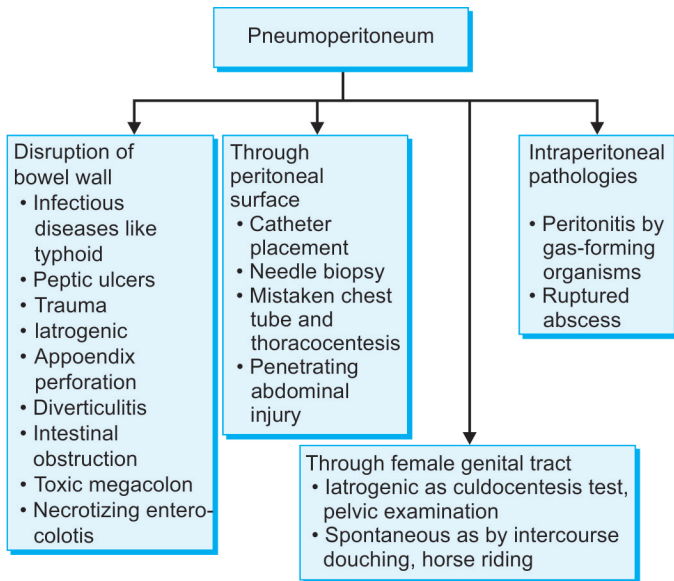 Pneumoperitoneum
Disruption of
bowel wall
• Infectious
diseases like
typhoid
• Peptic ulcers
• Trauma
• Iatrogenic
• Appoendix
perforation
• Diverticulitis
• Intestinal
obstruction
• Toxic megacolon
• Necrotizing entero-
colotis
Through
peritoneal
surface
• Catheter
placement
• Needle biopsy
• Mistaken chest
tube and
thoracocentesis
• Penetrating
abdominal
injury
Through female genital tract
• Iatrogenic as culdocentesis test,
pelvic examination
• Spontaneous as by intercourse
douching, horse riding
Intraperitoneal
pathologies
• Peritonitis by
gas-forming
organisms
• Ruptured
abscess